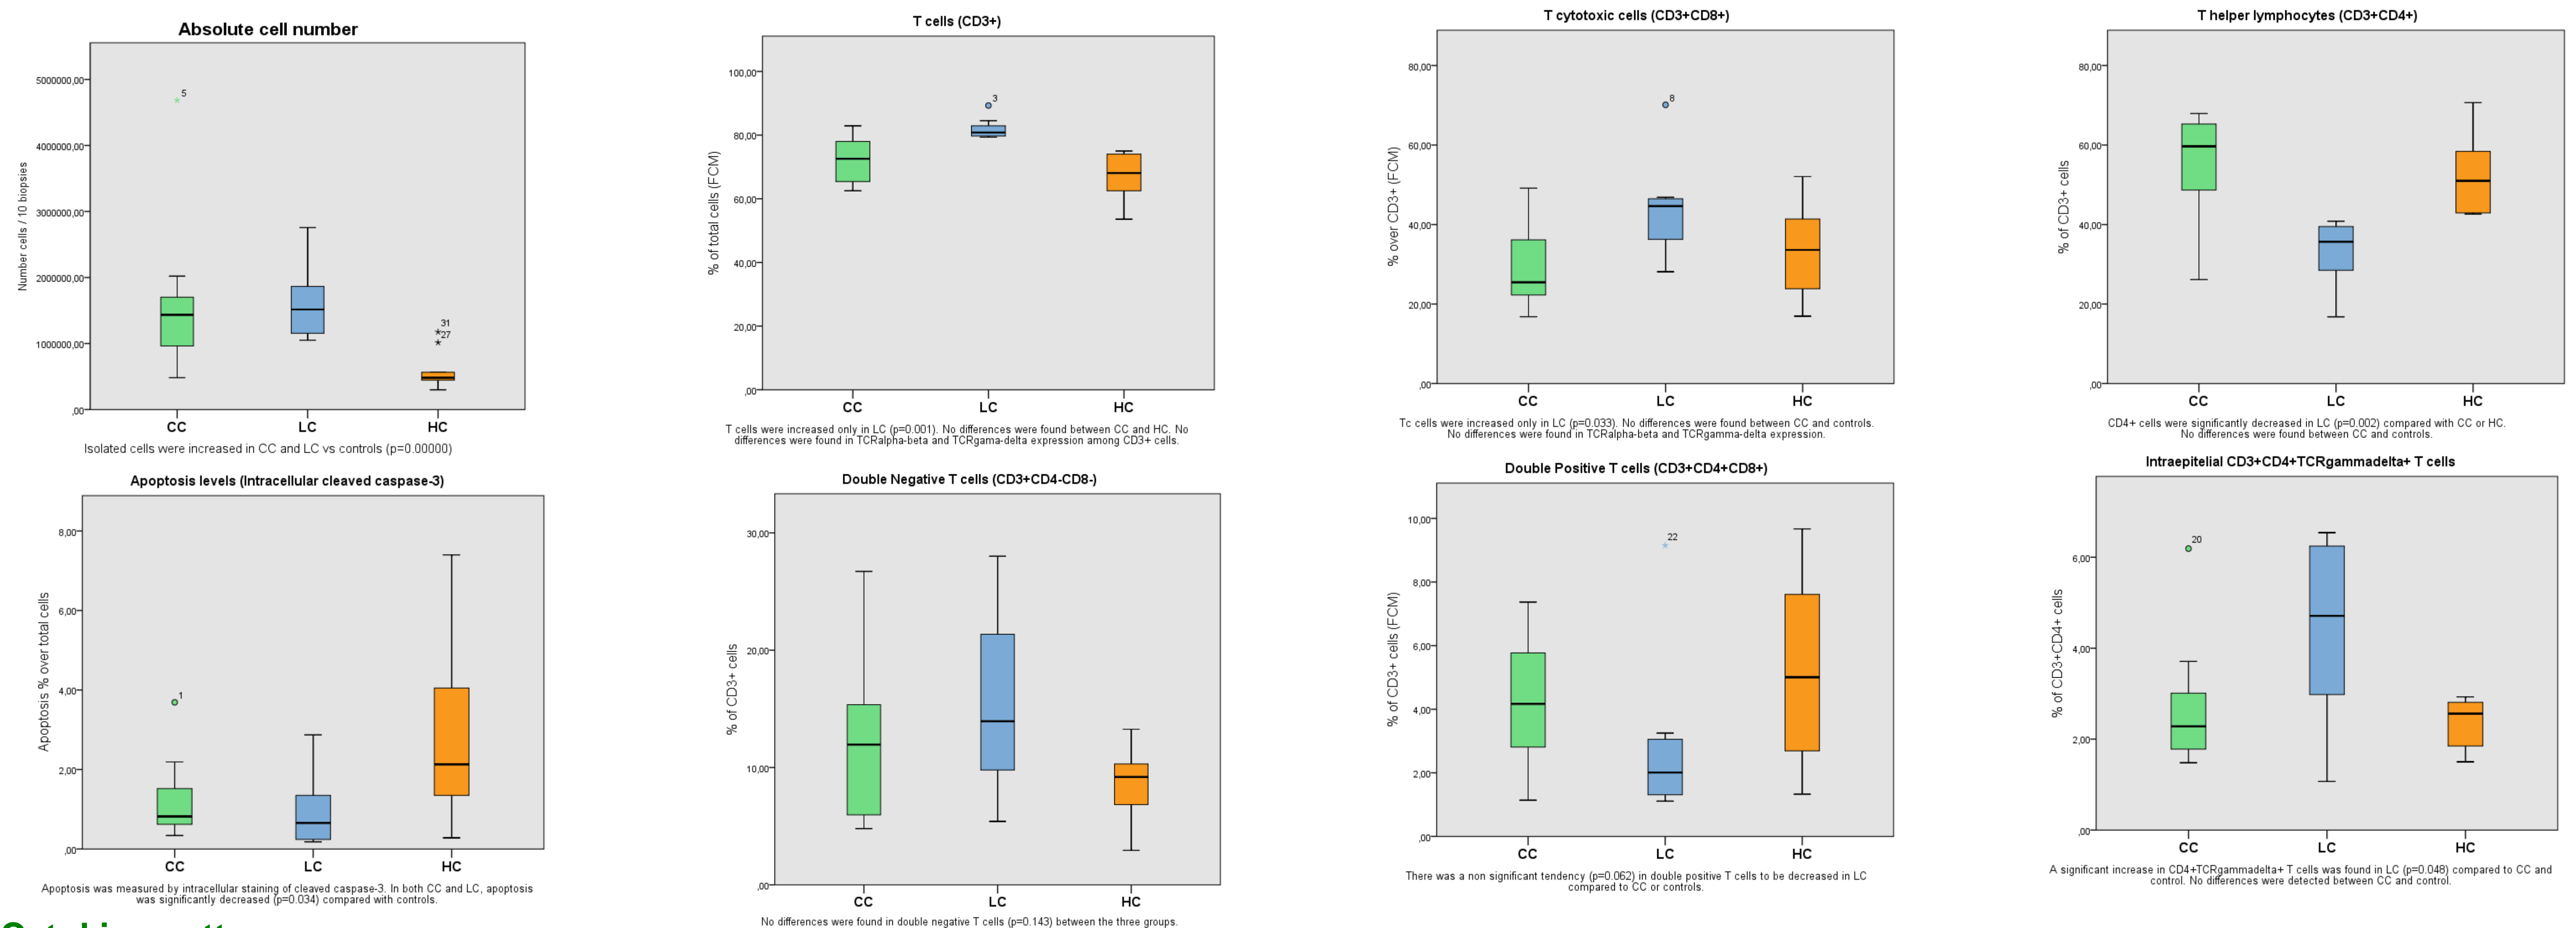 Absolute cell number
5000000,00
4000000,00
3000000,00
2000000,00
1000000,00
,00
Number cells / 10 biopsies
5
31
27
CC LC HC
Isolated cells were increased in CC and LC vs controls (p=0.00000)
T cells (CD3+)
100,00
80,00
60,00
40,00
20,00
,00
% of total cells (FCM)
3
CC LC HC
T cells were increased only in LC (p=0.001). No differences were found between CC and HC. No
differences were found in TCRalpha-beta and TCRgama-delta expression among CD3+ cells.
T cytotoxic cells (CD3+CD8+)
80,00
60,00
40,00
20,00
,00
% over CD3+ (FCM)
8
CC LC HC
Tc cells were increased only in LC (p=0.033). No differences were found between CC and controls.
No differences were found in TCRalpha-beta and TCRgamma-delta expression.
T helper lymphocytes (CD3+CD4+)
80,00
60,00
40,00
20,00
,00
% of CD3+ cells
CC LC HC
CD4+ cells were significantly decreased in LC (p=0.002) compared with CC or HC.
No differences were found between CC and controls.
Apoptosis levels (Intracellular cleaved caspase-3)
8,00
6,00
4,00
2,00
,00
Apoptosis % over total cells
1
CC LC HC
Apoptosis was measured by intracellular staining of cleaved caspase-3. In both CC and LC, apoptosis
was significantly decreased (p=0.034) compared with controls.
Double Negative T cells (CD3+CD4-CD8-)
30,00
20,00
10,00
,00
% of CD3+ cells
CC LC HC
No differences were found in double negative T cells (p=0.143) between the three groups.
Double Positive T cells (CD3+CD4+CD8+)
10,00
8,00
6,00
4,00
2,00
,00
% of CD3+ cells (FCM)
22
CC LC HC
There was a non significant tendency (p=0.062) in double positive T cells to be decreased in LC
compared to CC or controls.
Intraepitelial CD3+CD4+TCRgammadelta+ T cells
6,00
4,00
2,00
,00
% of CD3+CD4+ cells
20
CC LC HC
A significant increase in CD4+TCRgammadelta+ T cells was found in LC (p=0.048) compared to CC and
control. No differences were detected between CC and control.